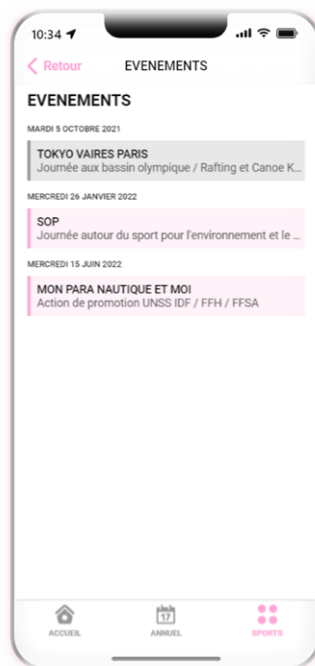 10:34
Retour EVENEMENTS
EVENEMENTS
MARDI 5 OCTOBRE 2021
TOKYO VAIRES PARIS
Journée aux bassin olympique / Rafting et Canoe K...
MERCREDI 26 JANVIER 2022
SOP
Journée autour du sport pour l'environnement et le ...
MERCREDI 15 JUIN 2022
MON PARA NAUTIQUE ET MOI
Action de promotion UNSS IDF / FFH / FFSA
17
ACCUEIL ANNUEL SPORTS